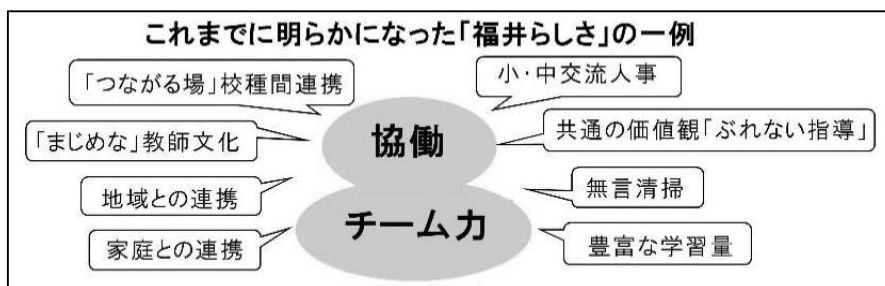 これまでに明らかになった「福井らしさ」の一例
「つながる場」校種間連携
小・中交流人事
「まじめな」教師文化
協働
共通の価値観「ぶれない指導」
地域との連携
無言清掃
チーム力
家庭との連携
豊富な学習量